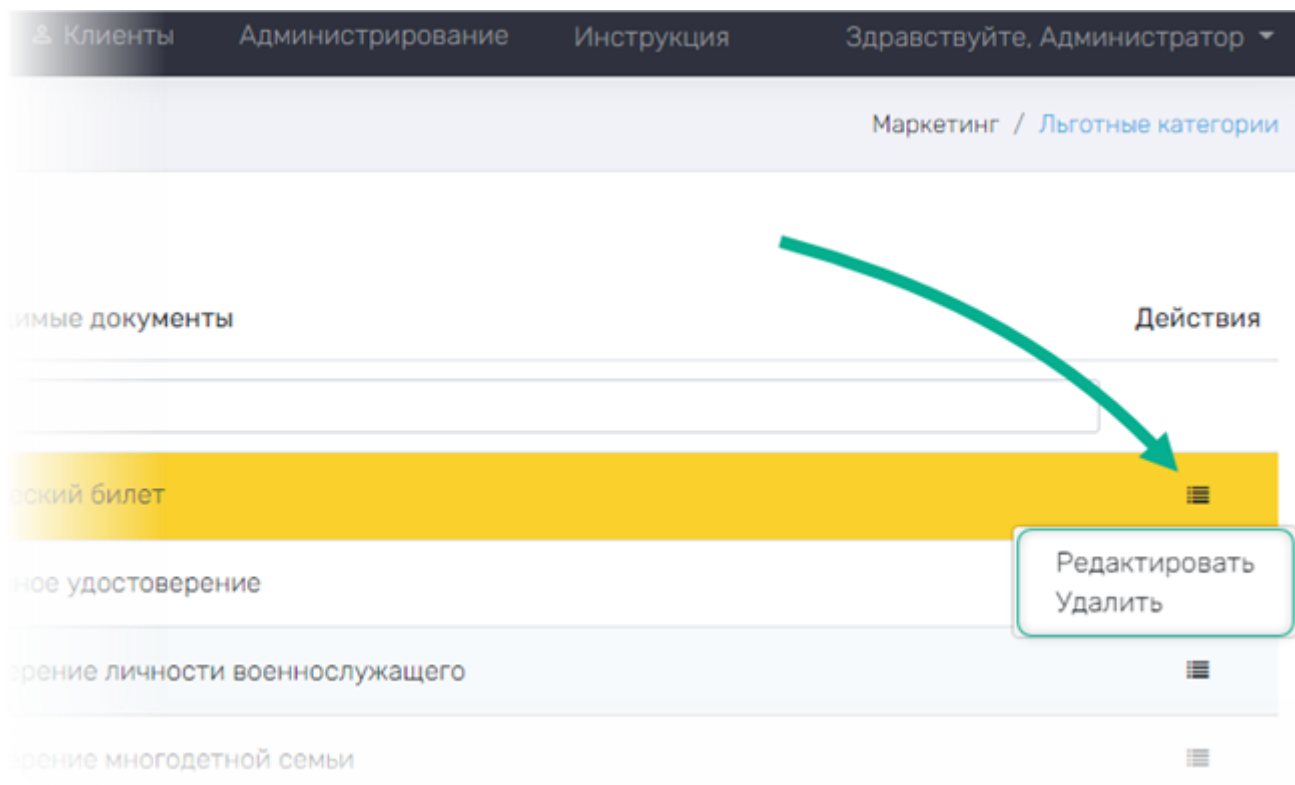 Клиенты Администрирование Инструкция Здравствуйте, Администратор
Маркетинг / Льготные категории
документы Действия
билет
Редактировать
удостоверение
Удалить
личности военнослужащего
многодетной семьи